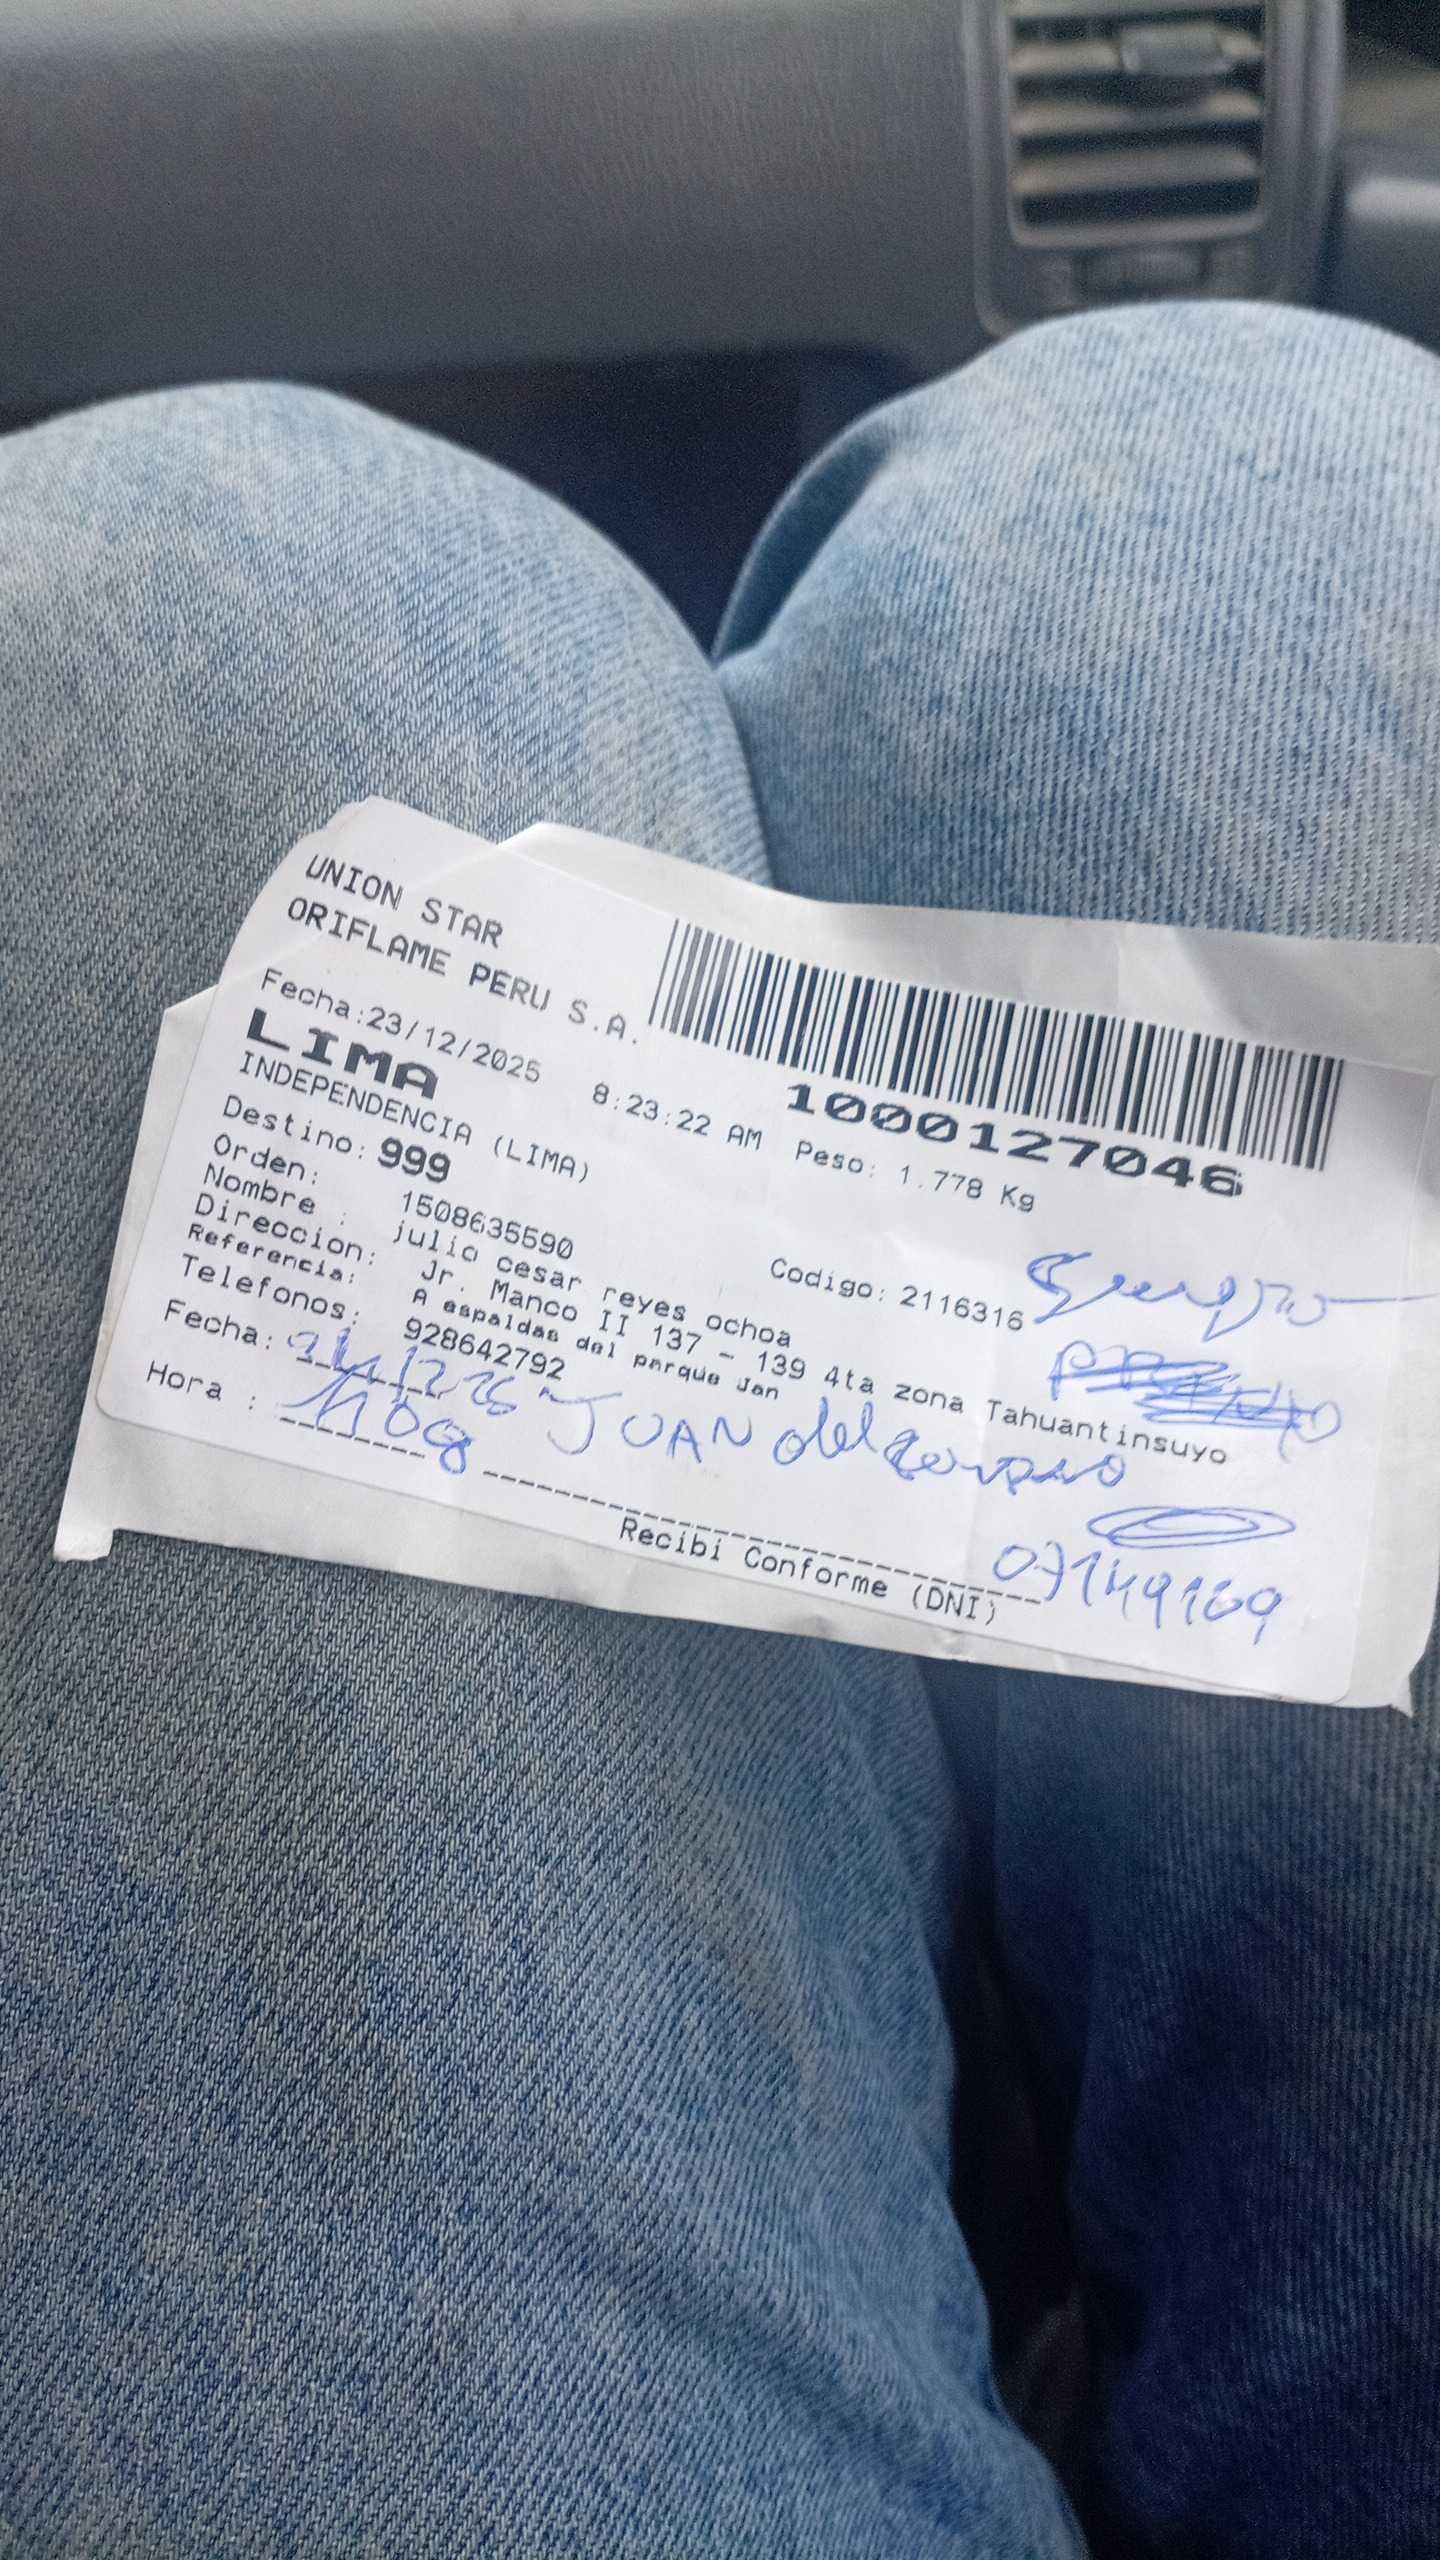 UNION STAR
ORIFLAME PERU S.A.
1000127046
Fecha:23/12/2025 8:23:22 AM Peso: 1.778 Kg
LIMA
INDEPENDENCIA (LIMA)
Destino: 999
Orden: 1508635590 Codigo: 2116316
Nombre : julio cesar reyes ochoa
Direccion: Jr. Manco II 137 - 139 4ta zona Tahuantinsuyo
Referencia: A espaldas del parque Jan
Telefonos: 928642792
Fecha:
JUAN del
Hora :
Recibi Conforme (DNI)